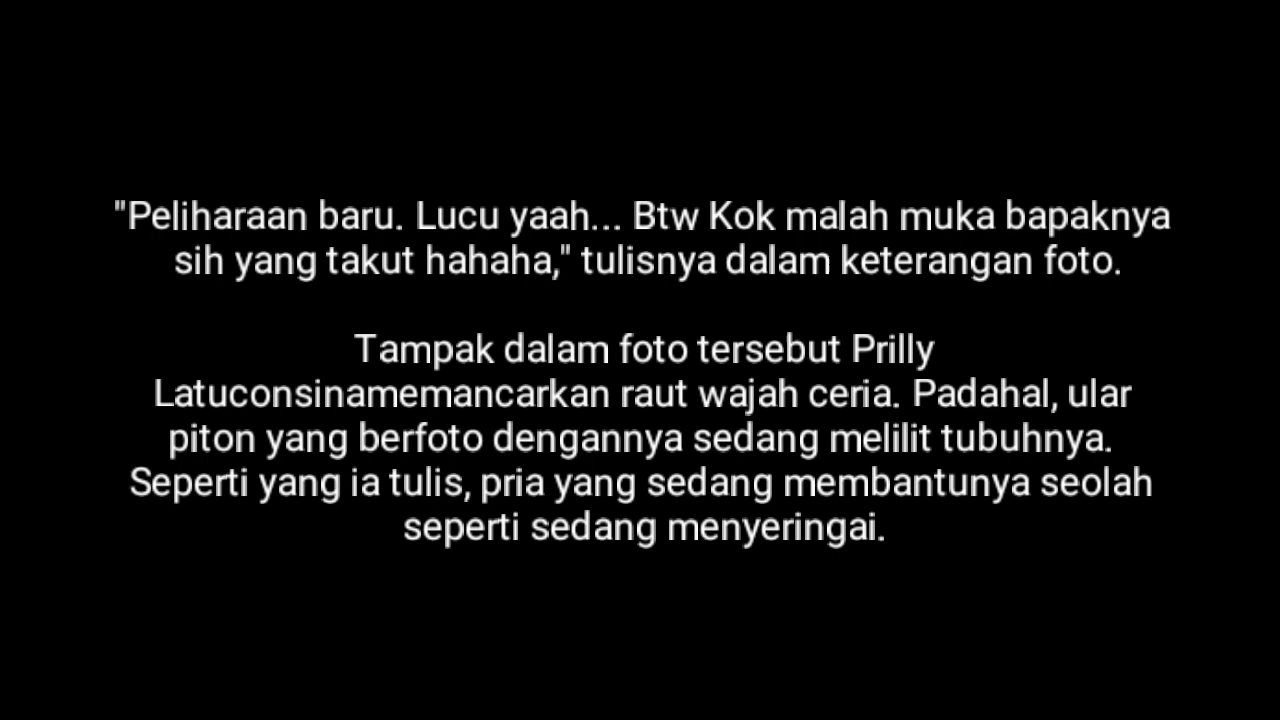 "Peliharaan baru. Lucu yaah... Btw Kok malah muka bapaknya
sih yang takut hahaha," tulisnya dalam keterangan foto.
Tampak dalam foto tersebut Prilly
Latuconsinamemancarkan raut wajah ceria. Padahal, ular
piton yang berfoto dengannya sedang melilit tubuhnya.
Seperti yang ia tulis, pria yang sedang membantunya seolah
seperti sedang menyeringai.